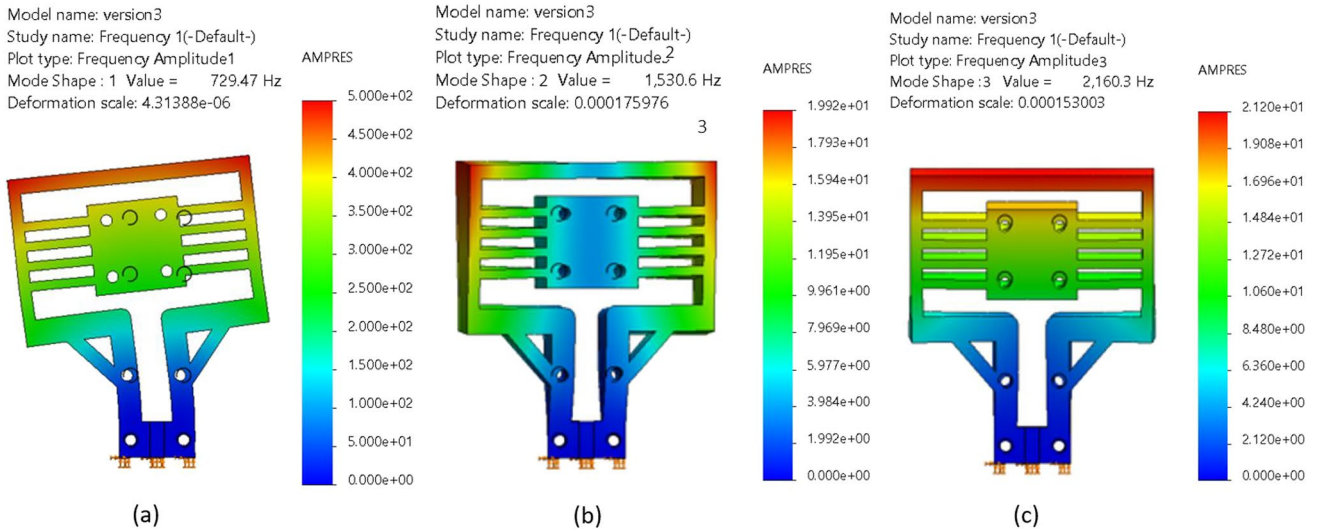 Model name: version3
Study name: Frequency 1(-Default-)
Plot type: Frequency Amplitude1
Mode Shape : 1 Value = 729.47 Hz
Deformation scale: 4.31388e-06
AMPRES
5.000e+02
4.500e+02
4.000e+02
3.500e+02
3.000e+02
2.500e+02
2.000e+02
1.500e+02
1.000e+02
5.000e+01
0.000e+00
(a)
Model name: version3
Study name: Frequency 1(-Default-)
Plot type: Frequency Amplitude2
Mode Shape : 2 Value = 1,530.6 Hz
Deformation scale: 0.000175976
3
AMPRES
1.992e+01
1.793e+01
1.594e+01
1.395e+01
1.195e+01
9.961e+00
7.969e+00
5.977e+00
3.984e+00
1.992e+00
0.000e+00
(b)
Model name: version3
Study name: Frequency 1(-Default-)
Plot type: Frequency Amplitude3
Mode Shape :3 Value = 2,160.3 Hz
Deformation scale: 0.000153003
AMPRES
2.120e+01
1.908e+01
1.696e+01
1.484e+01
1.272e+01
1.060e+01
8.480e+00
6.360e+00
4.240e+00
2.120e+00
0.000e+00
(c)